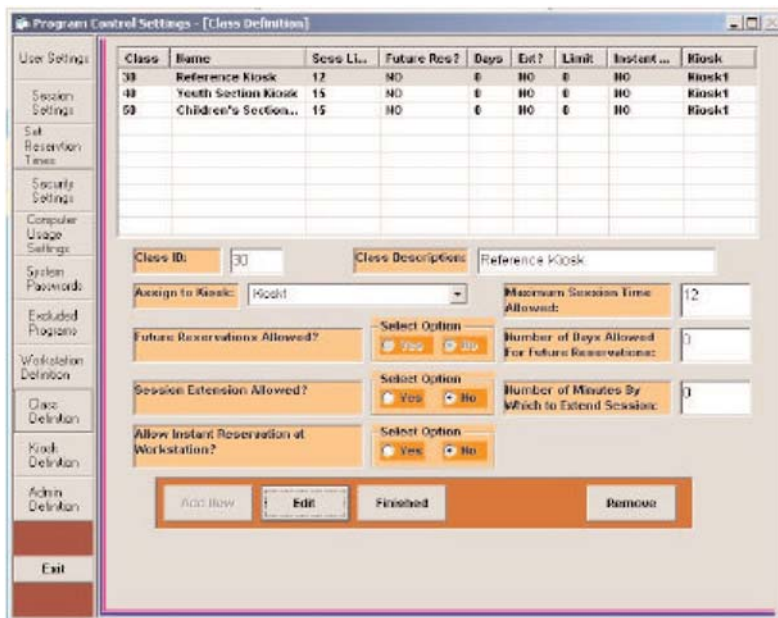 Program Control Settings - [Class Definition]
User Settings
Session
Settings
Set
Reservtion
Times
Security
Settings
Computer
Usage
Settings
System
Passwords
Excluded
Programs
Workstation
Definition
Class
Definition
Kiosk
Definition
Admin
Definition
Exit
Class Name Sess Li... Future Res? Days Ext? Limit Instant ... Kiosk
30 Reference Kiosk 12 NO 0 NO 0 NO Kiosk1
40 Youth Section Kiosk 15 NO 0 NO 0 NO Kiosk1
50 Children's Section... 15 NO 0 NO 0 NO Kiosk1
Class ID: 30 Class Description: Reference Kiosk
Assign to Kiosk: Kiosk1 Maximum Session Time
Allowed: 12
Future Reservations Allowed? Select Option
Yes No
Number of Days Allowed
For Future Reservations: 0
Session Extension Allowed? Select Option
Yes No
Number of Minutes By
Which to Extend Session: 0
Allow Instant Reservation at
Workstation?
Select Option
Yes No
Add New Edit Finished Remove